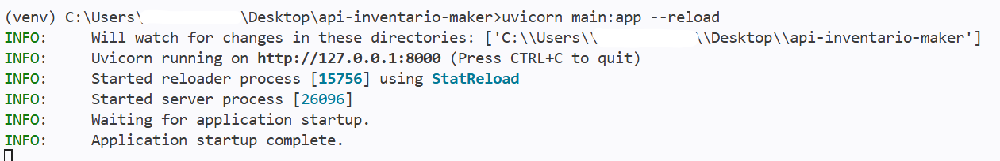 (venv) C:\Users\ \Desktop\api-inventario-maker>uvicorn main:app --reload
INFO: Will watch for changes in these directories: ['C:\\Users\\ \\Desktop\\api-inventario-maker']
INFO: Uvicorn running on http://127.0.0.1:8000 (Press CTRL+C to quit)
INFO: Started reloader process [15756] using StatReload
INFO: Started server process [26096]
INFO: Waiting for application startup.
INFO: Application startup complete.